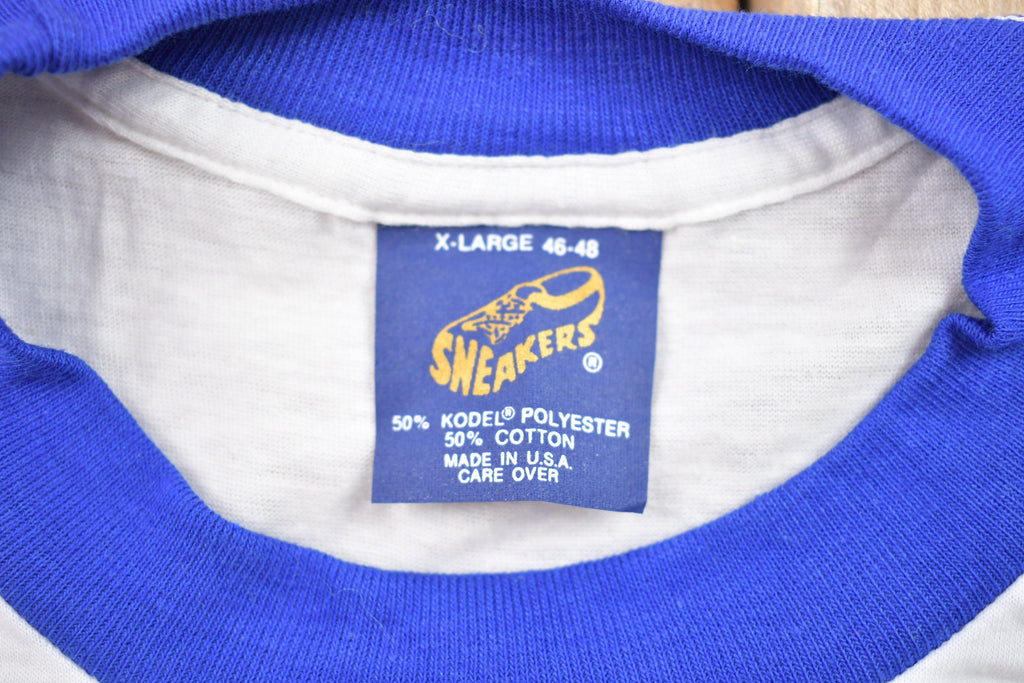 X-LARGE 46-48
SNEAKERS®
50% KODEL® POLYESTER
50% COTTON
MADE IN U.S.A.
CARE OVER